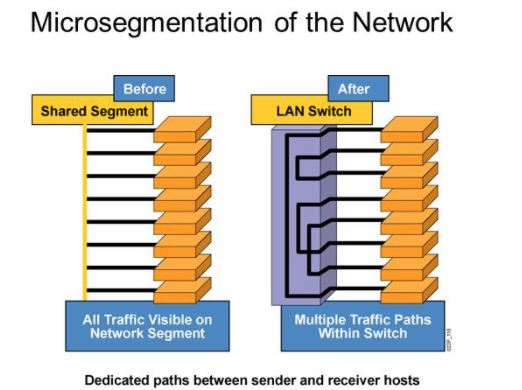 Microsegmentation of the Network
Before
Shared Segment
After
LAN Switch
All Traffic Visible on
Network Segment
Multiple Traffic Paths
Within Switch
Dedicated paths between sender and receiver hosts